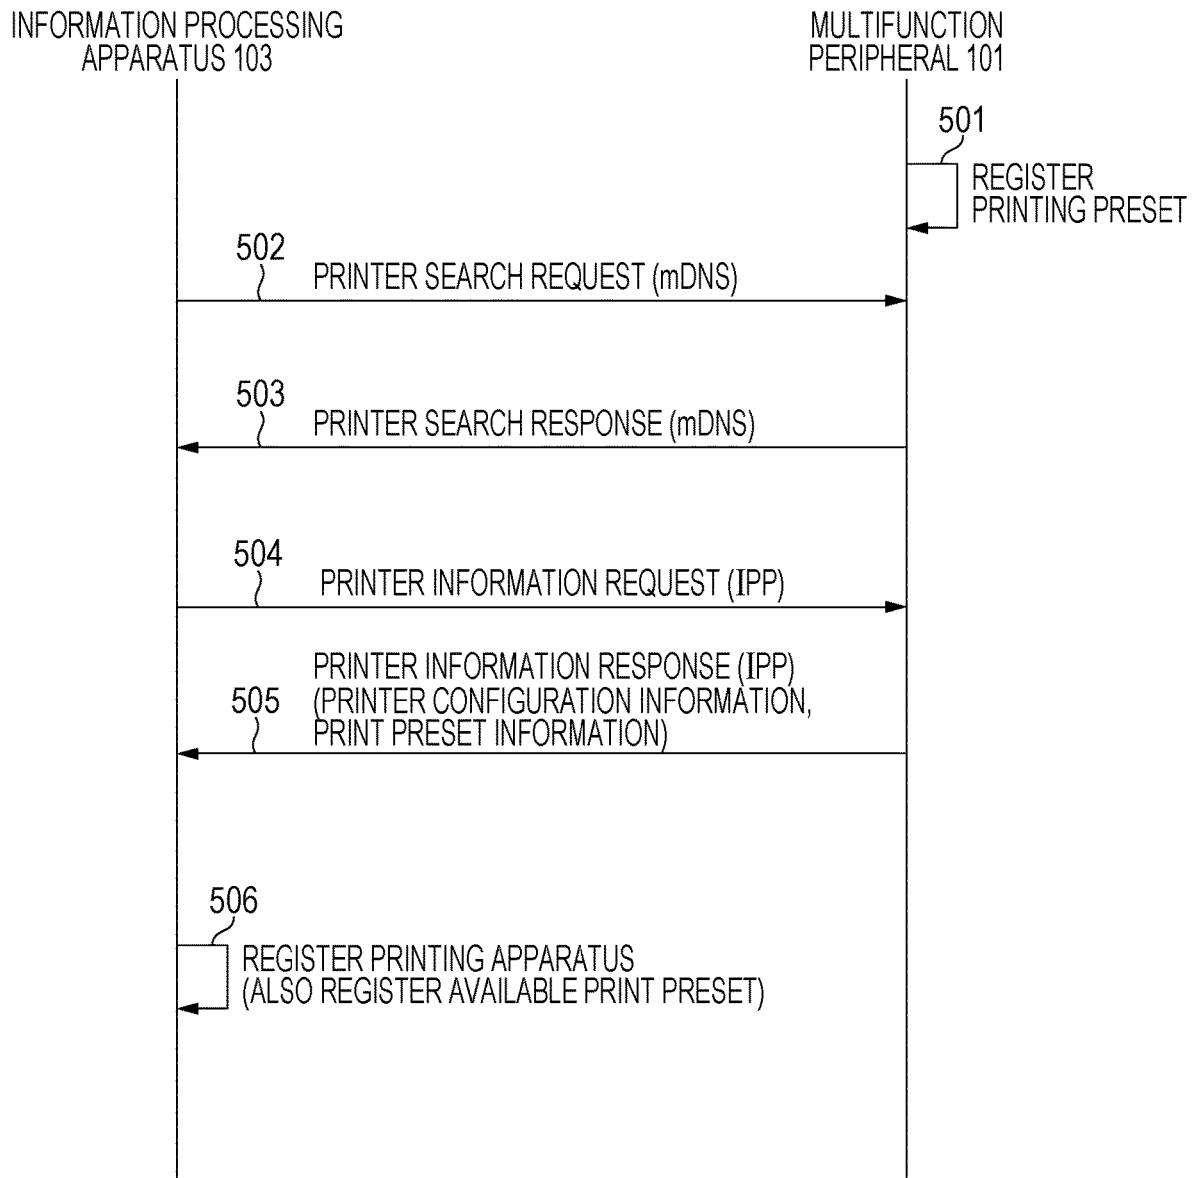 INFORMATION PROCESSING
APPARATUS 103
MULTIFUNCTION
PERIPHERAL 101
501
REGISTER
PRINTING PRESET
502
PRINTER SEARCH REQUEST (mDNS)
503
PRINTER SEARCH RESPONSE (mDNS)
504
PRINTER INFORMATION REQUEST (IPP)
505
PRINTER INFORMATION RESPONSE (IPP)
(PRINTER CONFIGURATION INFORMATION,
PRINT PRESET INFORMATION)
506
REGISTER PRINTING APPARATUS
(ALSO REGISTER AVAILABLE PRINT PRESET)